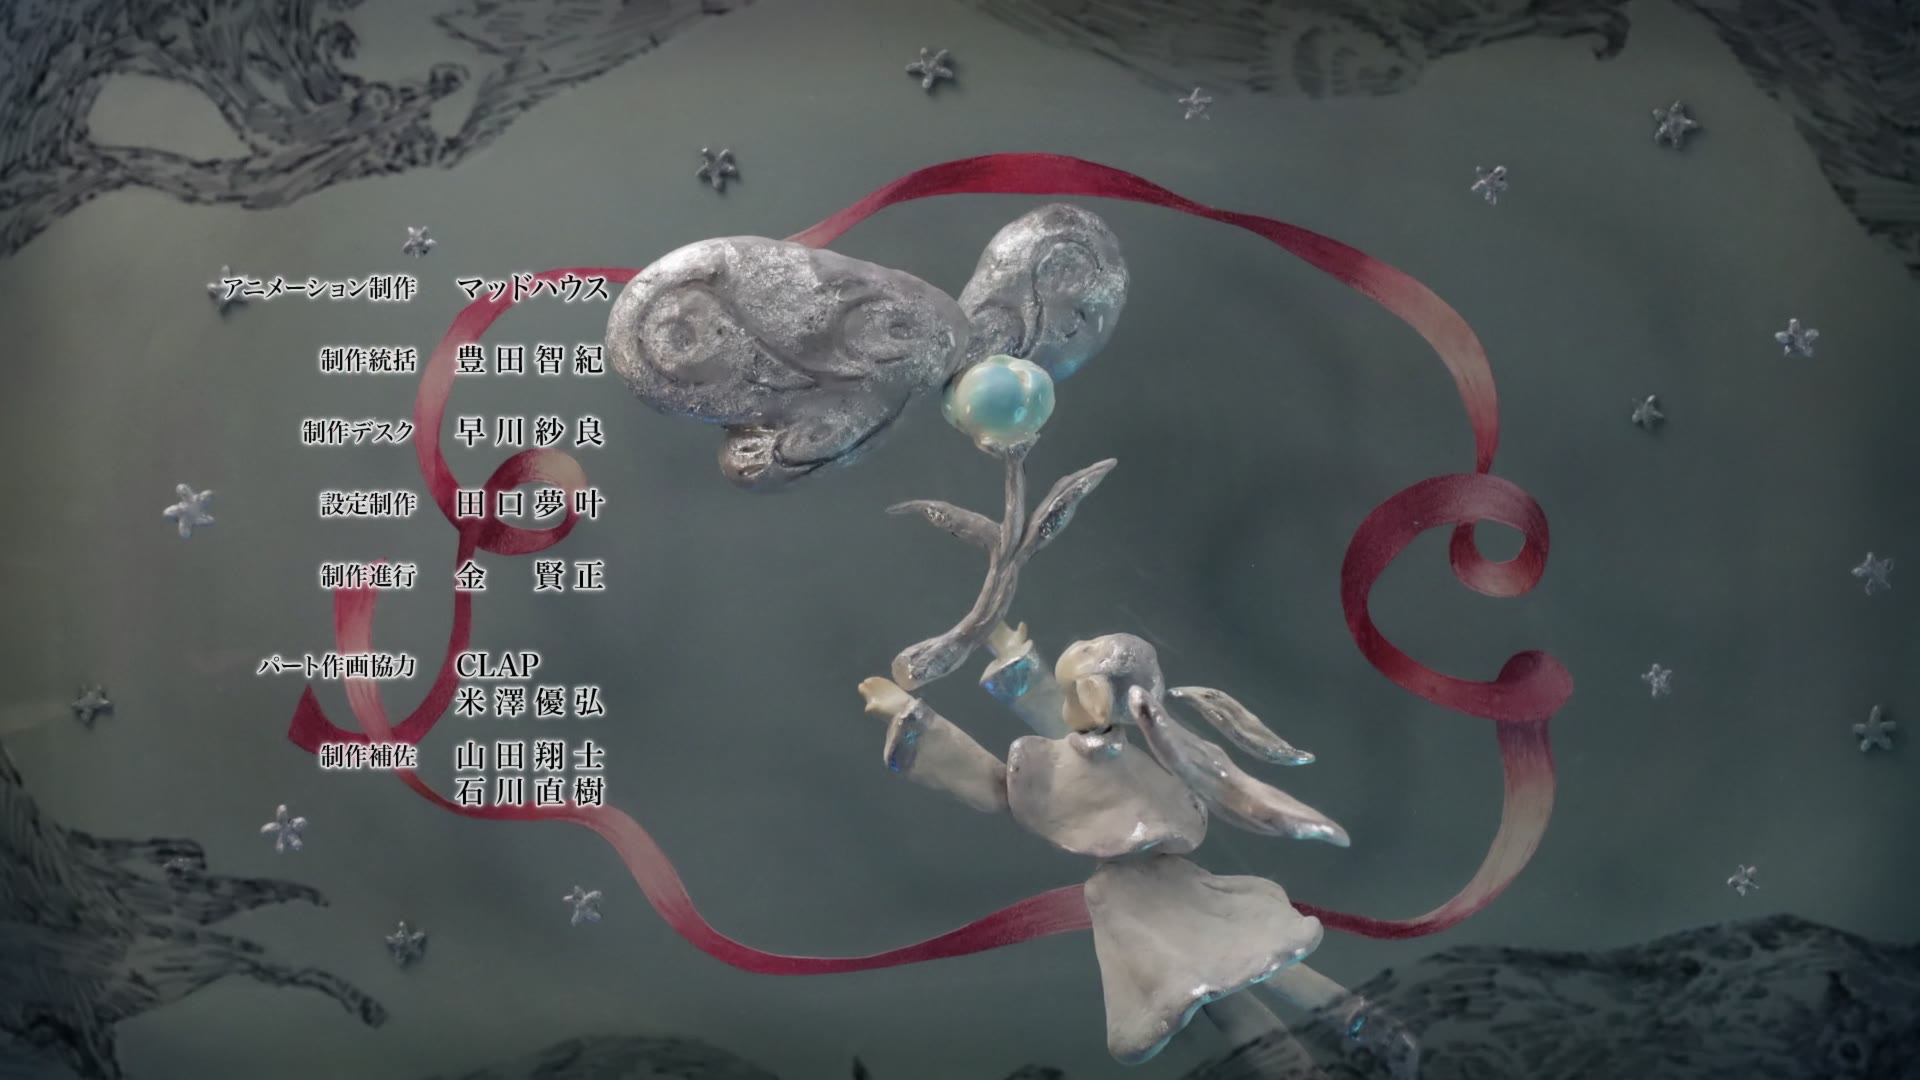 アニメーション制作 マッドハウス
制作統括 豊田智紀
制作デスク 早川紗良
設定制作 田口夢叶
制作進行 金 賢正
パート作画協力 CLAP
米澤優弘
制作補佐 山田翔士
石川直樹